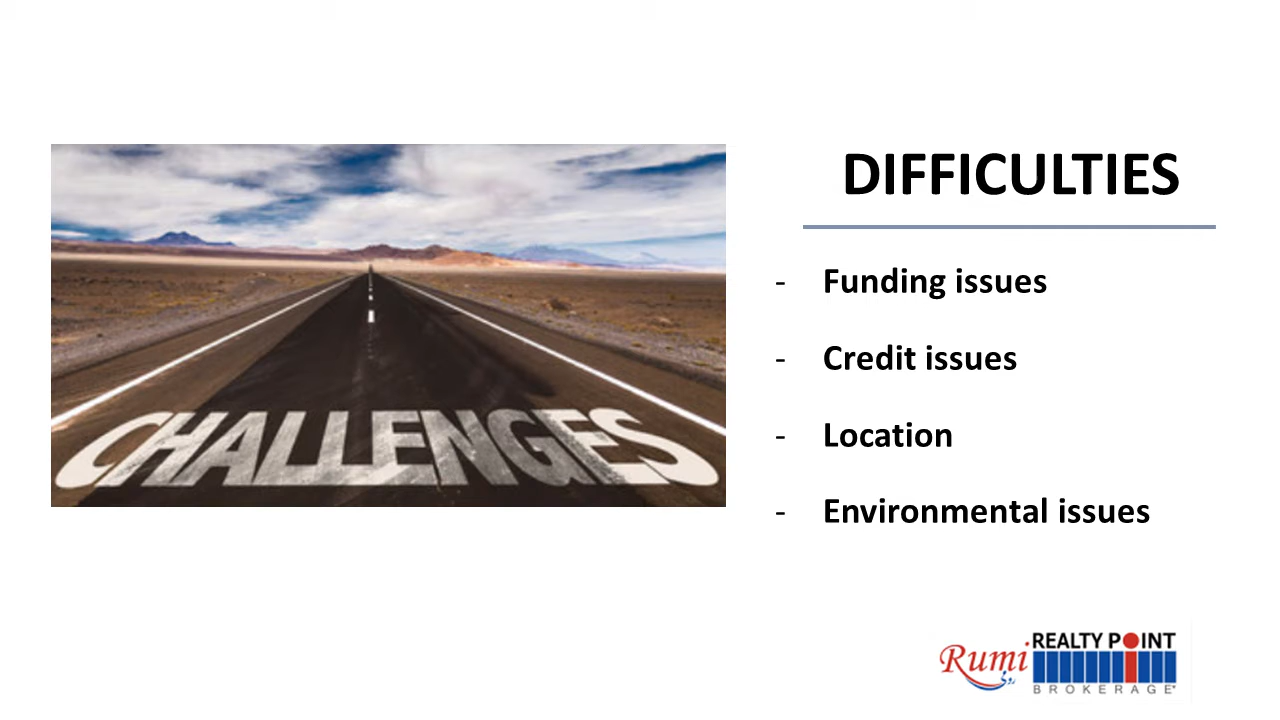 CHALLENGES
DIFFICULTIES
- Funding issues
- Credit issues
- Location
- Environmental issues
Rumi
REALTY POINT
BROKERAGE